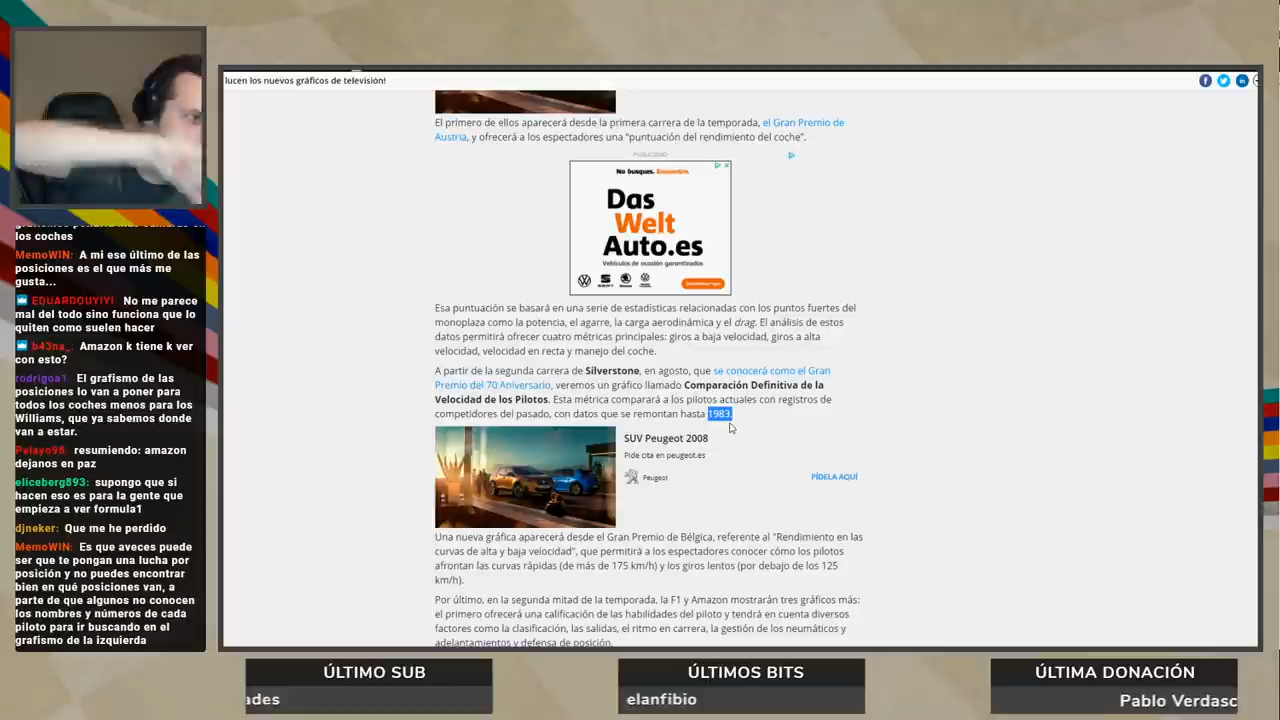 lucen los nuevos gráficos de televisión!
El primero de ellos aparecerá desde la primera carrera de la temporada, el Gran Premio de
Austria, y ofrecerá a los espectadores una "puntuación del rendimiento del coche".
PUBLICIDAD
No busques. Encuentra.
Das
Welt
Auto.es
Vehículos de ocasión garantizados
Esa puntuación se basará en una serie de estadísticas relacionadas con los puntos fuertes del
monoplaza como la potencia, el agarre, la carga aerodinámica y el drag. El análisis de estos
datos permitirá ofrecer cuatro métricas principales: giros a baja velocidad, giros a alta
velocidad, velocidad en recta y manejo del coche.
A partir de la segunda carrera de Silverstone, en agosto, que se conocerá como el Gran
Premio del 70 Aniversario, veremos un gráfico llamado Comparación Definitiva de la
Velocidad de los Pilotos. Esta métrica comparará a los pilotos actuales con registros de
competidores del pasado, con datos que se remontan hasta 1983.
SUV Peugeot 2008
Pide cita en peugeot.es
Peugeot
PÍDELA AQUÍ
Una nueva gráfica aparecerá desde el Gran Premio de Bélgica, referente al "Rendimiento en las
curvas de alta y baja velocidad", que permitirá a los espectadores conocer cómo los pilotos
afrontan las curvas rápidas (de más de 175 km/h) y los giros lentos (por debajo de los 125
km/h).
Por último, en la segunda mitad de la temporada, la F1 y Amazon mostrarán tres gráficos más:
el primero ofrecerá una calificación de las habilidades del piloto y tendrá en cuenta diversos
factores como la clasificación, las salidas, el ritmo en carrera, la gestión de los neumáticos y
adelantamientos y defensa de posición.
los coches
MemoWIN: A mi ese último de las
posiciones es el que más me
gusta...
EDUARDOUYIYI No me parece
mal del todo sino funciona que lo
quiten como suelen hacer
b43na_: Amazon k tiene k ver
con esto?
rodrigoa1 El grafismo de las
posiciones lo van a poner para
todos los coches menos para los
Williams, que ya sabemos donde
van a estar.
Pelayo98 resumiendo: amazon
dejanos en paz
eliceberg893: supongo que si
hacen eso es para la gente que
empieza a ver formula1
djneker: Que me he perdido
MemoWIN: Es que aveces puede
ser que te pongan una lucha por
posición y no puedes encontrar
bien en qué posiciones van, a
parte de que algunos no conocen
los nombres y números de cada
piloto para ir buscando en el
grafismo de la izquierda
ÚLTIMO SUB
ades
ÚLTIMOS BITS
elanfibio
ÚLTIMA DONACIÓN
Pablo Verdasc